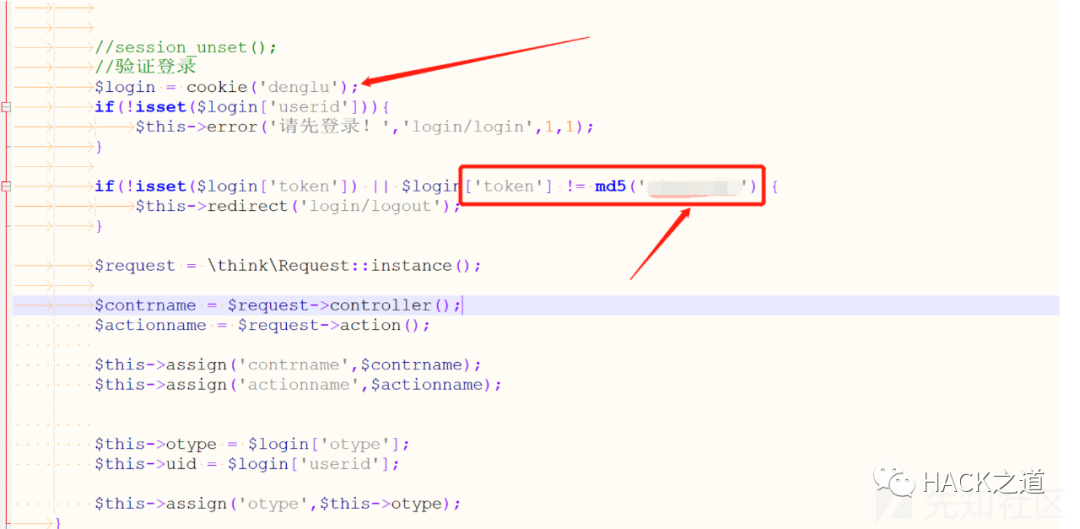 //session_unset();
//验证登录
$login = cookie('denglu');
if(!isset($login['userid'])){
$this->error('请先登录! ','login/login',1,1);
}
if(!isset($login['token']) || $login['token'] != md5(' ') {
$this->redirect('login/logout');
}
$request = \think\Request::instance();
$contrname = $request->controller();
$actionname = $request->action();
$this->assign('contrname',$contrname);
$this->assign('actionname',$actionname);
$this->otype = $login['otype'];
$this->uid = $login['userid'];
$this->assign('otype',$this->otype);
}
HACK之道
先知社区